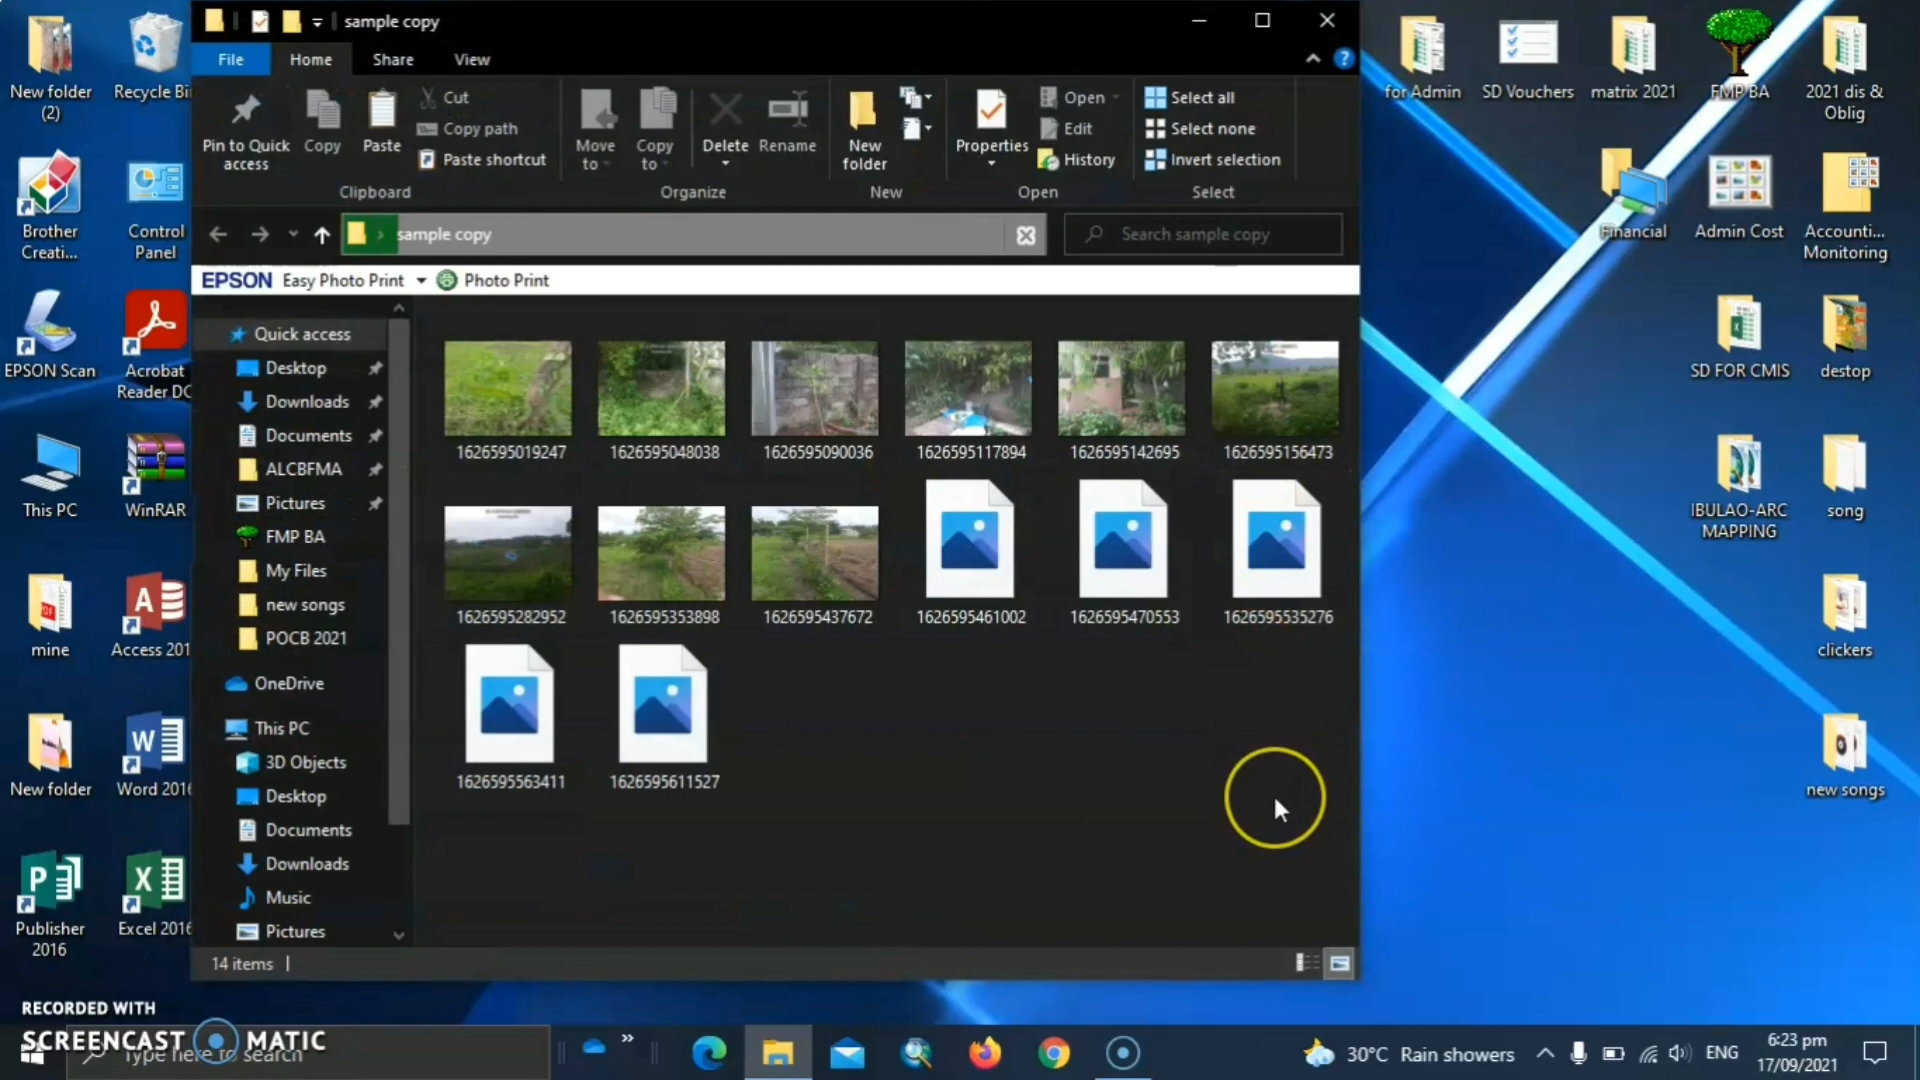 sample copy
File
Home
Share
View
Pin to Quick
access
Copy
Paste
Cut
Copy path
Paste shortcut
Move
to
Copy
to
Delete
Rename
New
folder
Properties
Open
Edit
History
Select all
Select none
Invert selection
Clipboard
Organize
New
Open
Select
sample copy
Search sample copy
EPSON
Easy Photo Print
Photo Print
Quick access
Desktop
Downloads
Documents
ALCBFMA
Pictures
FMP BA
My Files
new songs
POCB 2021
OneDrive
This PC
3D Objects
Desktop
Documents
Downloads
Music
Pictures
1626595019247
1626595048038
1626595090036
1626595117894
1626595142695
1626595156473
1626595282952
1626595353898
1626595437672
1626595461002
1626595470553
1626595535276
1626595563411
1626595611527
14 items
New folder
(2)
Recycle Bi
Brother
Creati...
Control
Panel
EPSON Scan
Acrobat
Reader DC
This PC
WinRAR
mine
Access 201
New folder
Word 2016
Publisher
2016
Excel 2016
for Admin
SD Vouchers
matrix 2021
FMP BA
2021 dis &
Oblig
Financial
Admin Cost
Accounti...
Monitoring
SD FOR CMIS
destop
IBULAO-ARC
MAPPING
song
clickers
new songs
RECORDED WITH
SCREENCAST MATIC
Type here to search
30°C Rain showers
ENG
6:23 pm
17/09/2021